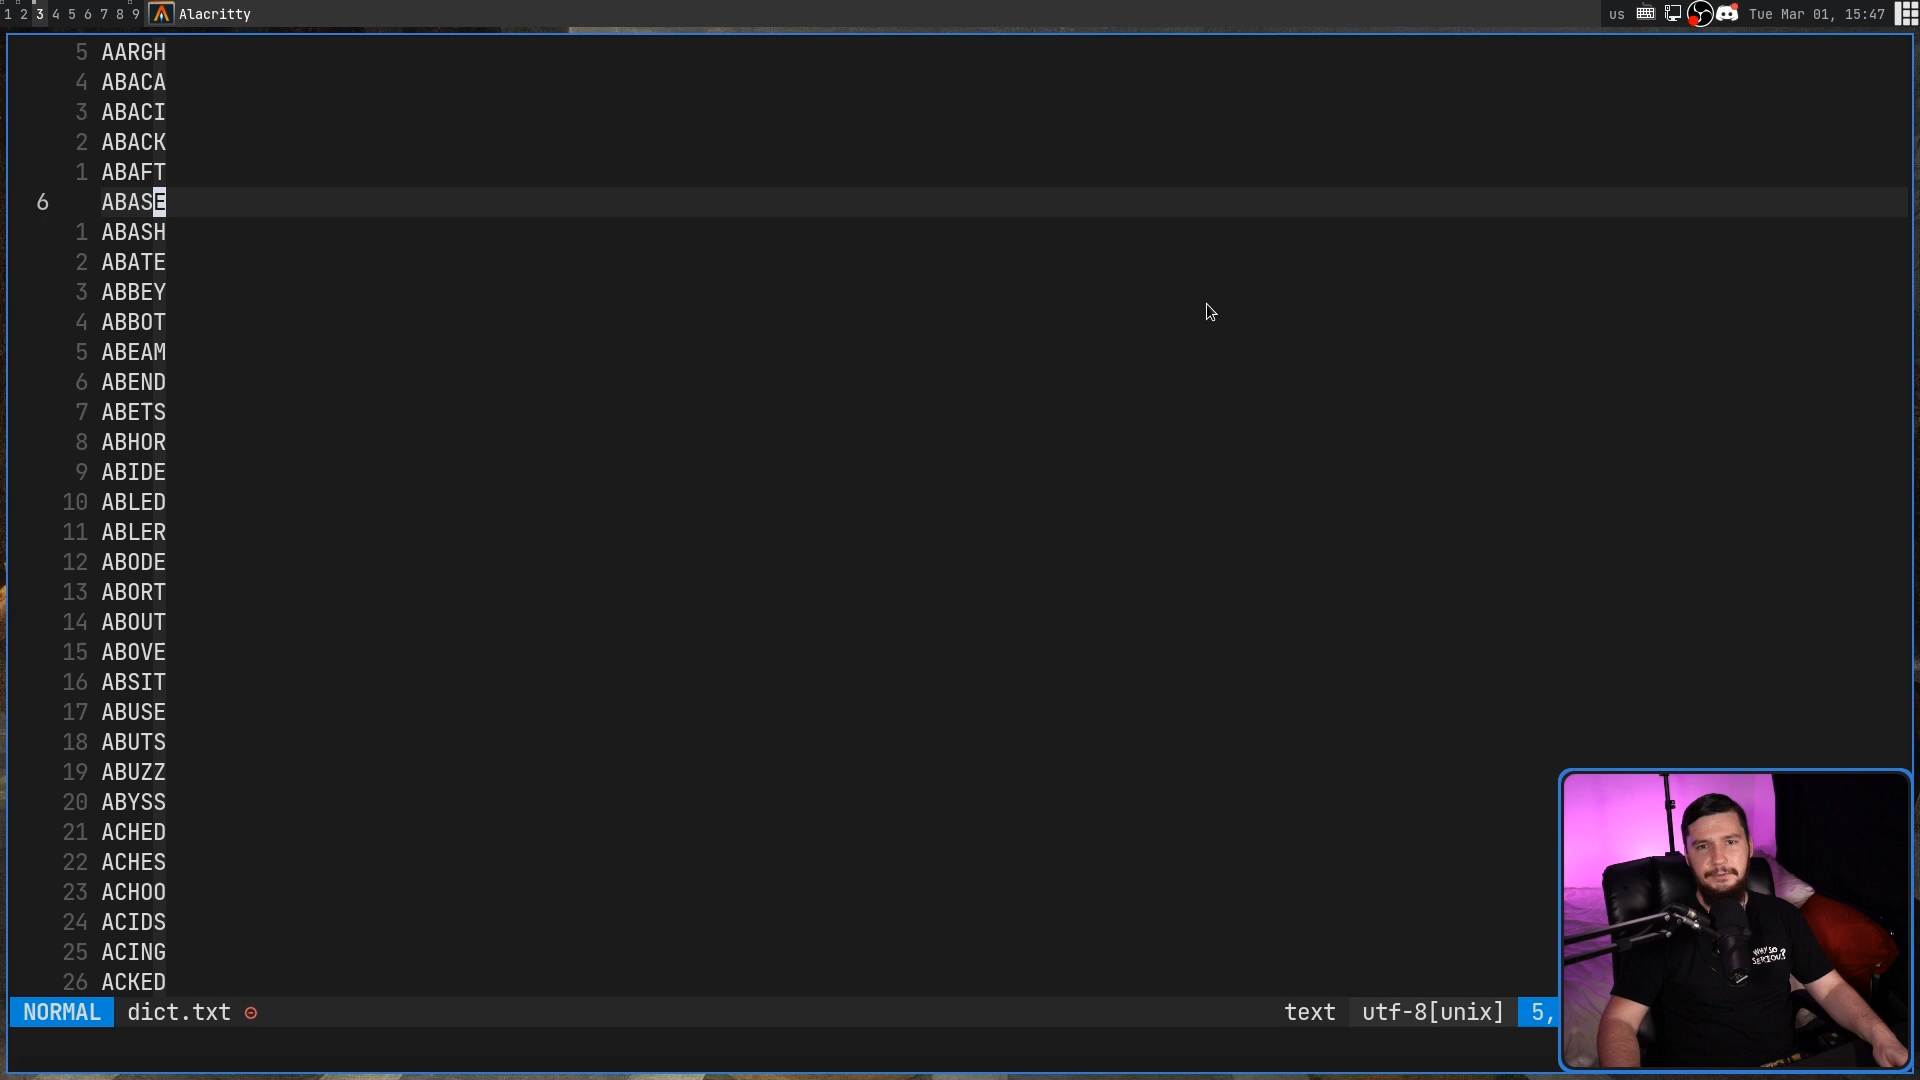 1 2 3 4 5 6 7 8 9 Alacritty us Tue Mar 01, 15:47
5 AARGH
4 ABACA
3 ABACI
2 ABACK
1 ABAFT
6 ABASE
1 ABASH
2 ABATE
3 ABBEY
4 ABBOT
5 ABEAM
6 ABEND
7 ABETS
8 ABHOR
9 ABIDE
10 ABLED
11 ABLER
12 ABODE
13 ABORT
14 ABOUT
15 ABOVE
16 ABSIT
17 ABUSE
18 ABUTS
19 ABUZZ
20 ABYSS
21 ACHED
22 ACHES
23 ACHOO
24 ACIDS
25 ACING
26 ACKED
NORMAL dict.txt text utf-8[unix] 5,
WHY SO
SERIOUS?